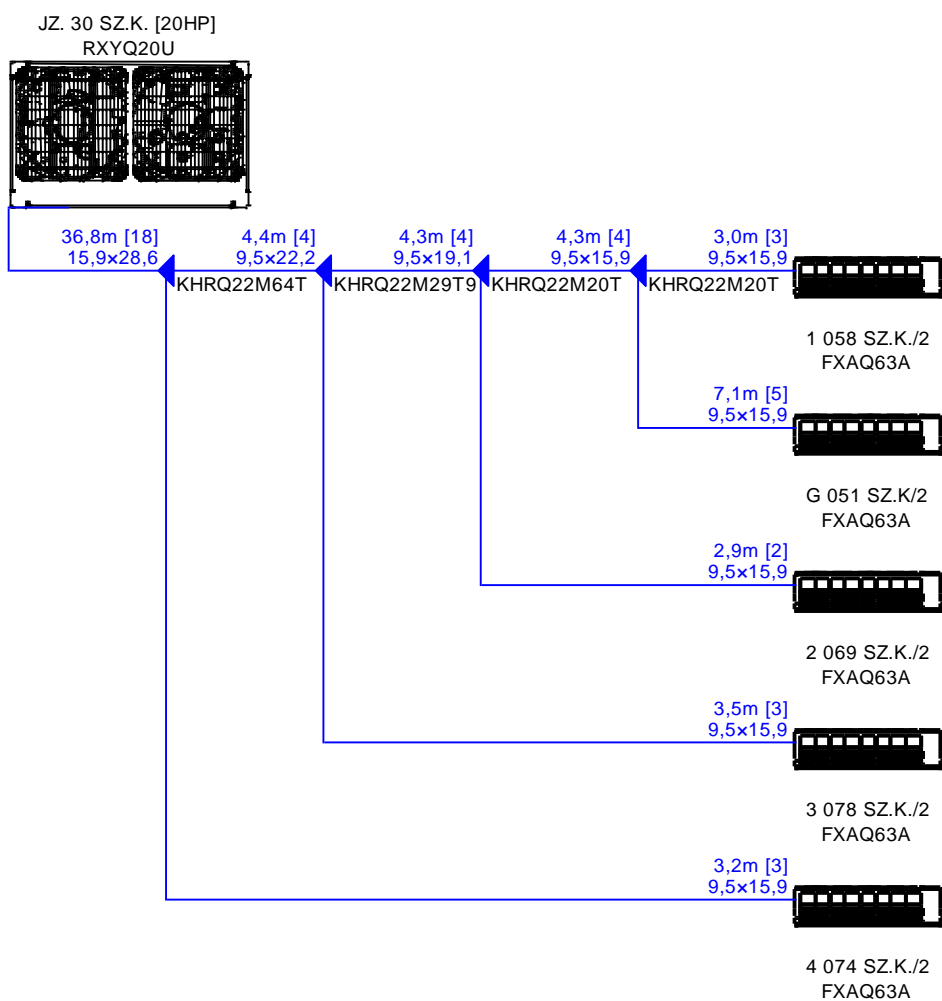 JZ. 30 SZ.K. [20HP]
RXYQ20U
36,8m [18]
15,9×28,6
4,4m [4]
9,5×22,2
4,3m [4]
9,5×19,1
4,3m [4]
9,5×15,9
3,0m [3]
9,5×15,9
KHRQ22M64T
KHRQ22M29T9
KHRQ22M20T
KHRQ22M20T
1 058 SZ.K./2
FXAQ63A
7,1m [5]
9,5×15,9
G 051 SZ.K/2
FXAQ63A
2,9m [2]
9,5×15,9
2 069 SZ.K./2
FXAQ63A
3,5m [3]
9,5×15,9
3 078 SZ.K./2
FXAQ63A
3,2m [3]
9,5×15,9
4 074 SZ.K./2
FXAQ63A